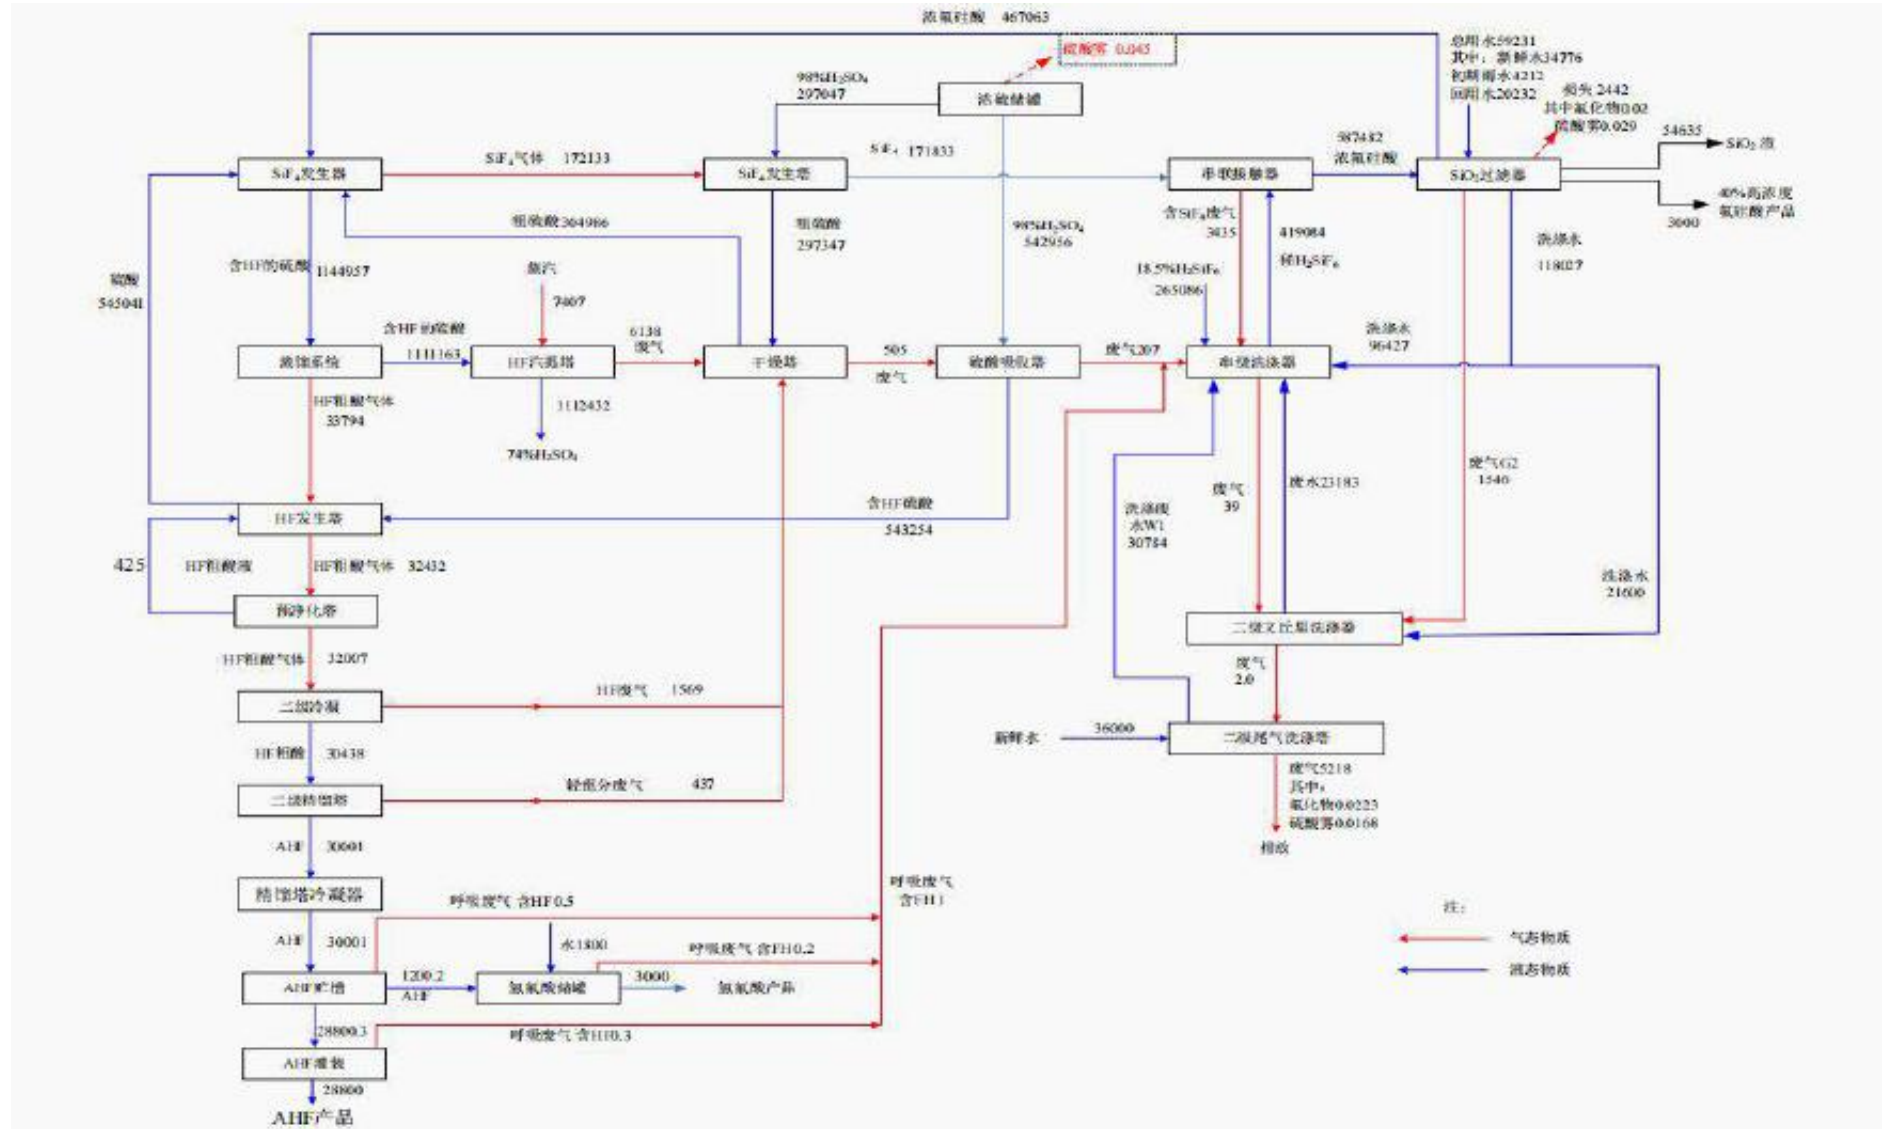 浓氟硅酸 467063
硫酸雾 0.045
总用水59231
其中：新鲜水34776
初期雨水4212
回用水20232
98%H₂SO₄
297047
浓硫储罐
损失 2442
其中氟化物0.02
硫酸雾0.029
587482
浓氟硅酸
54635
SiO₂ 渣
SiF₄发生器
SiF₄气体 172133
SiF₄发生塔
SiF₄ 171833
串联接触器
SiO₂过滤器
40%高浓度
氟硅酸产品
3000
粗硫酸 304986
粗硫酸
297347
98%H₂SO₄
542956
含SiF₄废气
3435
419084
稀H₂SiF₆
洗涤水
118027
含HF的硫酸
1144957
蒸汽
7407
18.5%H₂SiF₆
265086
硫酸
545041
含HF的硫酸
1111163
6138
废气
505
废气
废气207
洗涤水
96427
蒸馏系统
HF汽蒸塔
干燥塔
硫酸吸收塔
串级洗涤器
HF粗酸气体
33794
1112432
74%H₂SO₄
废气G2
1546
废气
39
废水23183
洗涤废
水W1
30784
HF发生塔
含HF硫酸
543254
425
HF粗酸液
HF粗酸气体 32432
洗涤水
21600
预净化塔
二级文丘里洗涤器
HF粗酸气体 32007
废气
2.0
二级冷凝
HF废气 1569
新鲜水
36000
二级尾气洗涤塔
HF粗酸 30438
废气5218
其中：
氟化物0.0223
硫酸雾0.0168
排放
二级精馏塔
轻组分废气 437
AHF 30001
精馏塔冷凝器
呼吸废气 含HF0.5
呼吸废气
含FH1
AHF 30001
水1800
呼吸废气 含FH0.2
注：
气态物质
液态物质
AHF贮槽
1200.2
AHF
氢氟酸储罐
3000
氢氟酸产品
28800.3
呼吸废气 含HF0.3
AHF灌装
28800
AHF产品